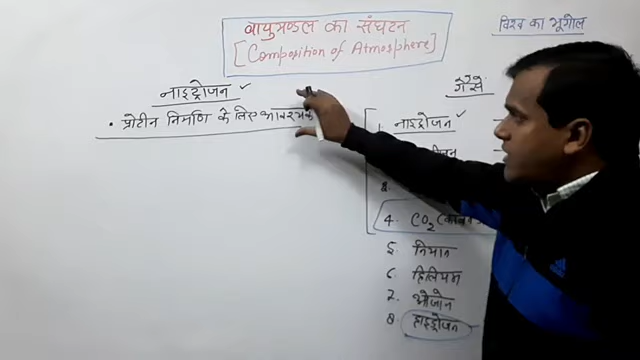 वायुमण्डल का संघटन
[Composition of Atmosphere]
विश्व का भूगोल
नाइट्रोजन ✓
• प्रोटीन निर्माण के लिए आवश्यक
गैसें
1. नाइट्रोजन ✓
4. CO₂
5. नियान
6. हिलियम
7. ओजोन
8. हाइड्रोजन